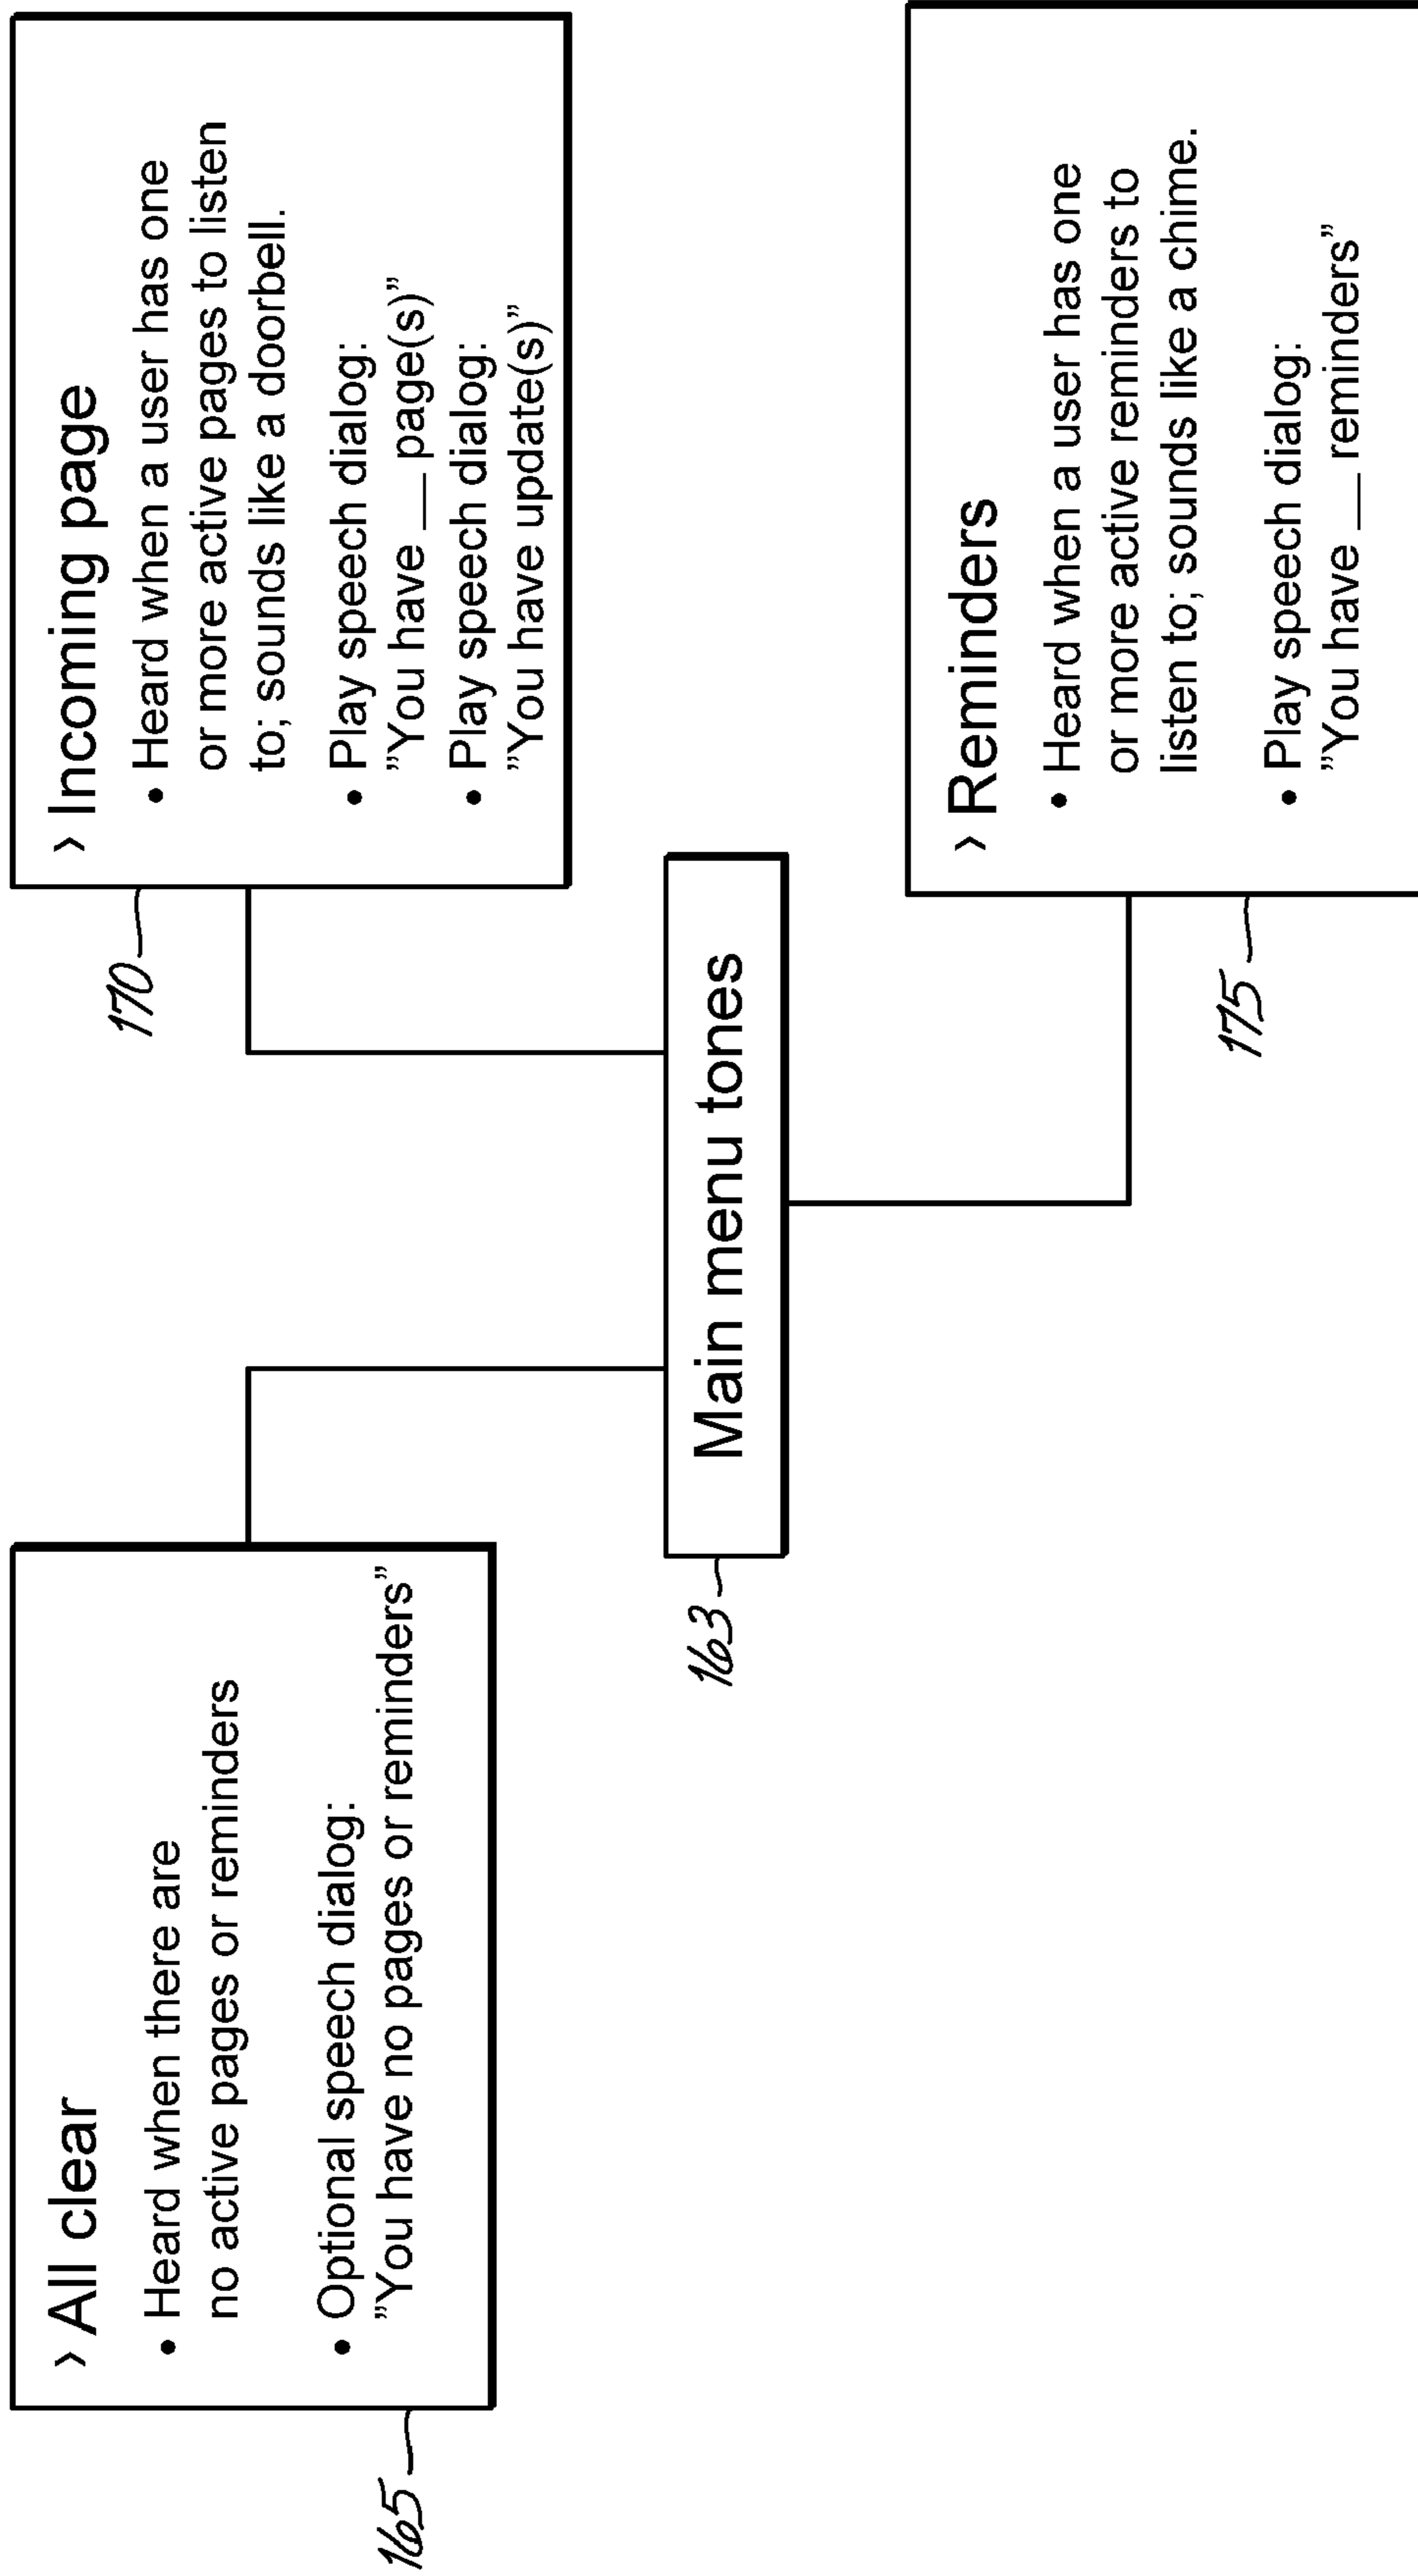 › All clear
• Heard when there are
no active pages or reminders
• Optional speech dialog:
”You have no pages or reminders”
165
› Incoming page
• Heard when a user has one
or more active pages to listen
to; sounds like a doorbell.
• Play speech dialog:
”You have __ page(s)”
• Play speech dialog:
”You have update(s)”
170
Main menu tones
163
› Reminders
• Heard when a user has one
or more active reminders to
listen to; sounds like a chime.
• Play speech dialog:
”You have __ reminders”
175